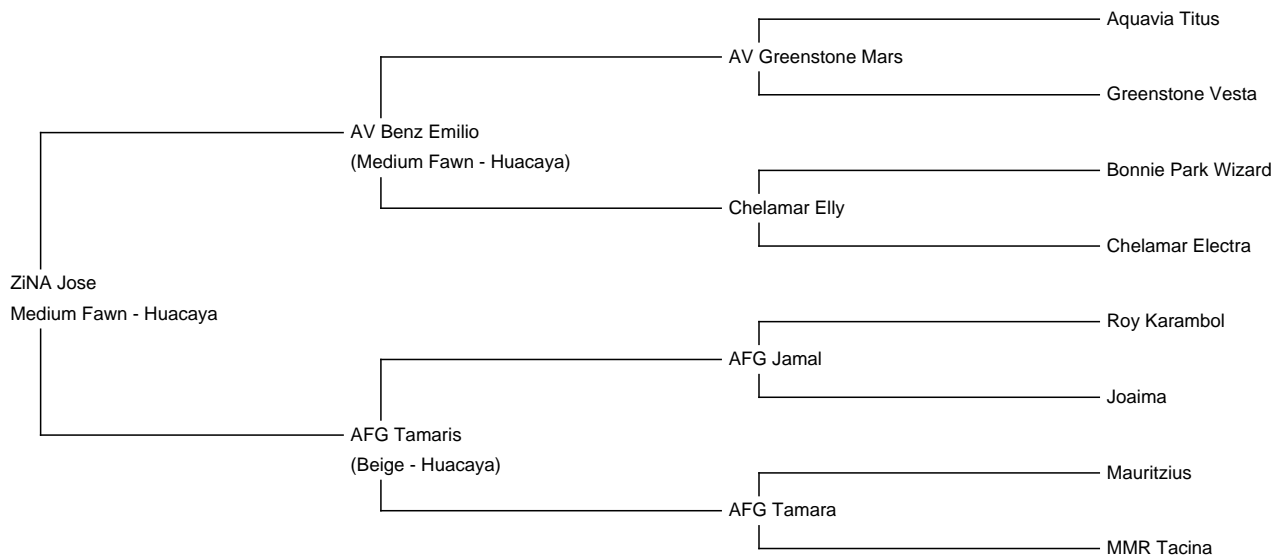 Aquavia Titus
AV Greenstone Mars
Greenstone Vesta
AV Benz Emilio
(Medium Fawn - Huacaya)
Bonnie Park Wizard
Chelamar Elly
Chelamar Electra
ZiNA Jose
Medium Fawn - Huacaya
Roy Karambol
AFG Jamal
Joaima
AFG Tamaris
(Beige - Huacaya)
Mauritzius
AFG Tamara
MMR Tacina